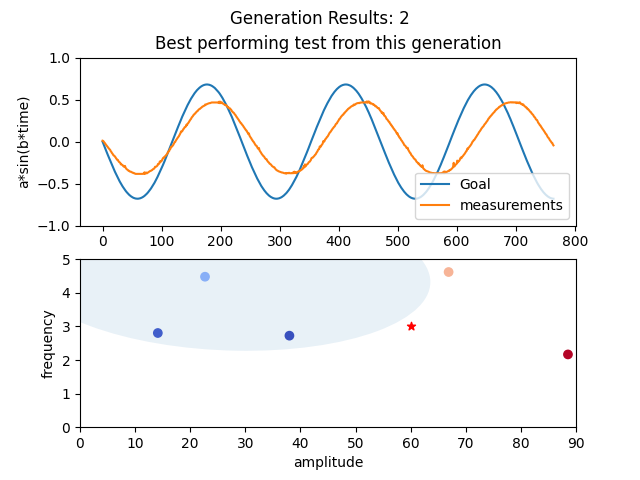 Generation Results: 2
Best performing test from this generation
a*sin(b*time)
1.0
0.5
0.0
−0.5
−1.0
Goal
measurements
0 100 200 300 400 500 600 700 800
frequency
5
4
3
2
1
0
0 10 20 30 40 50 60 70 80 90
amplitude